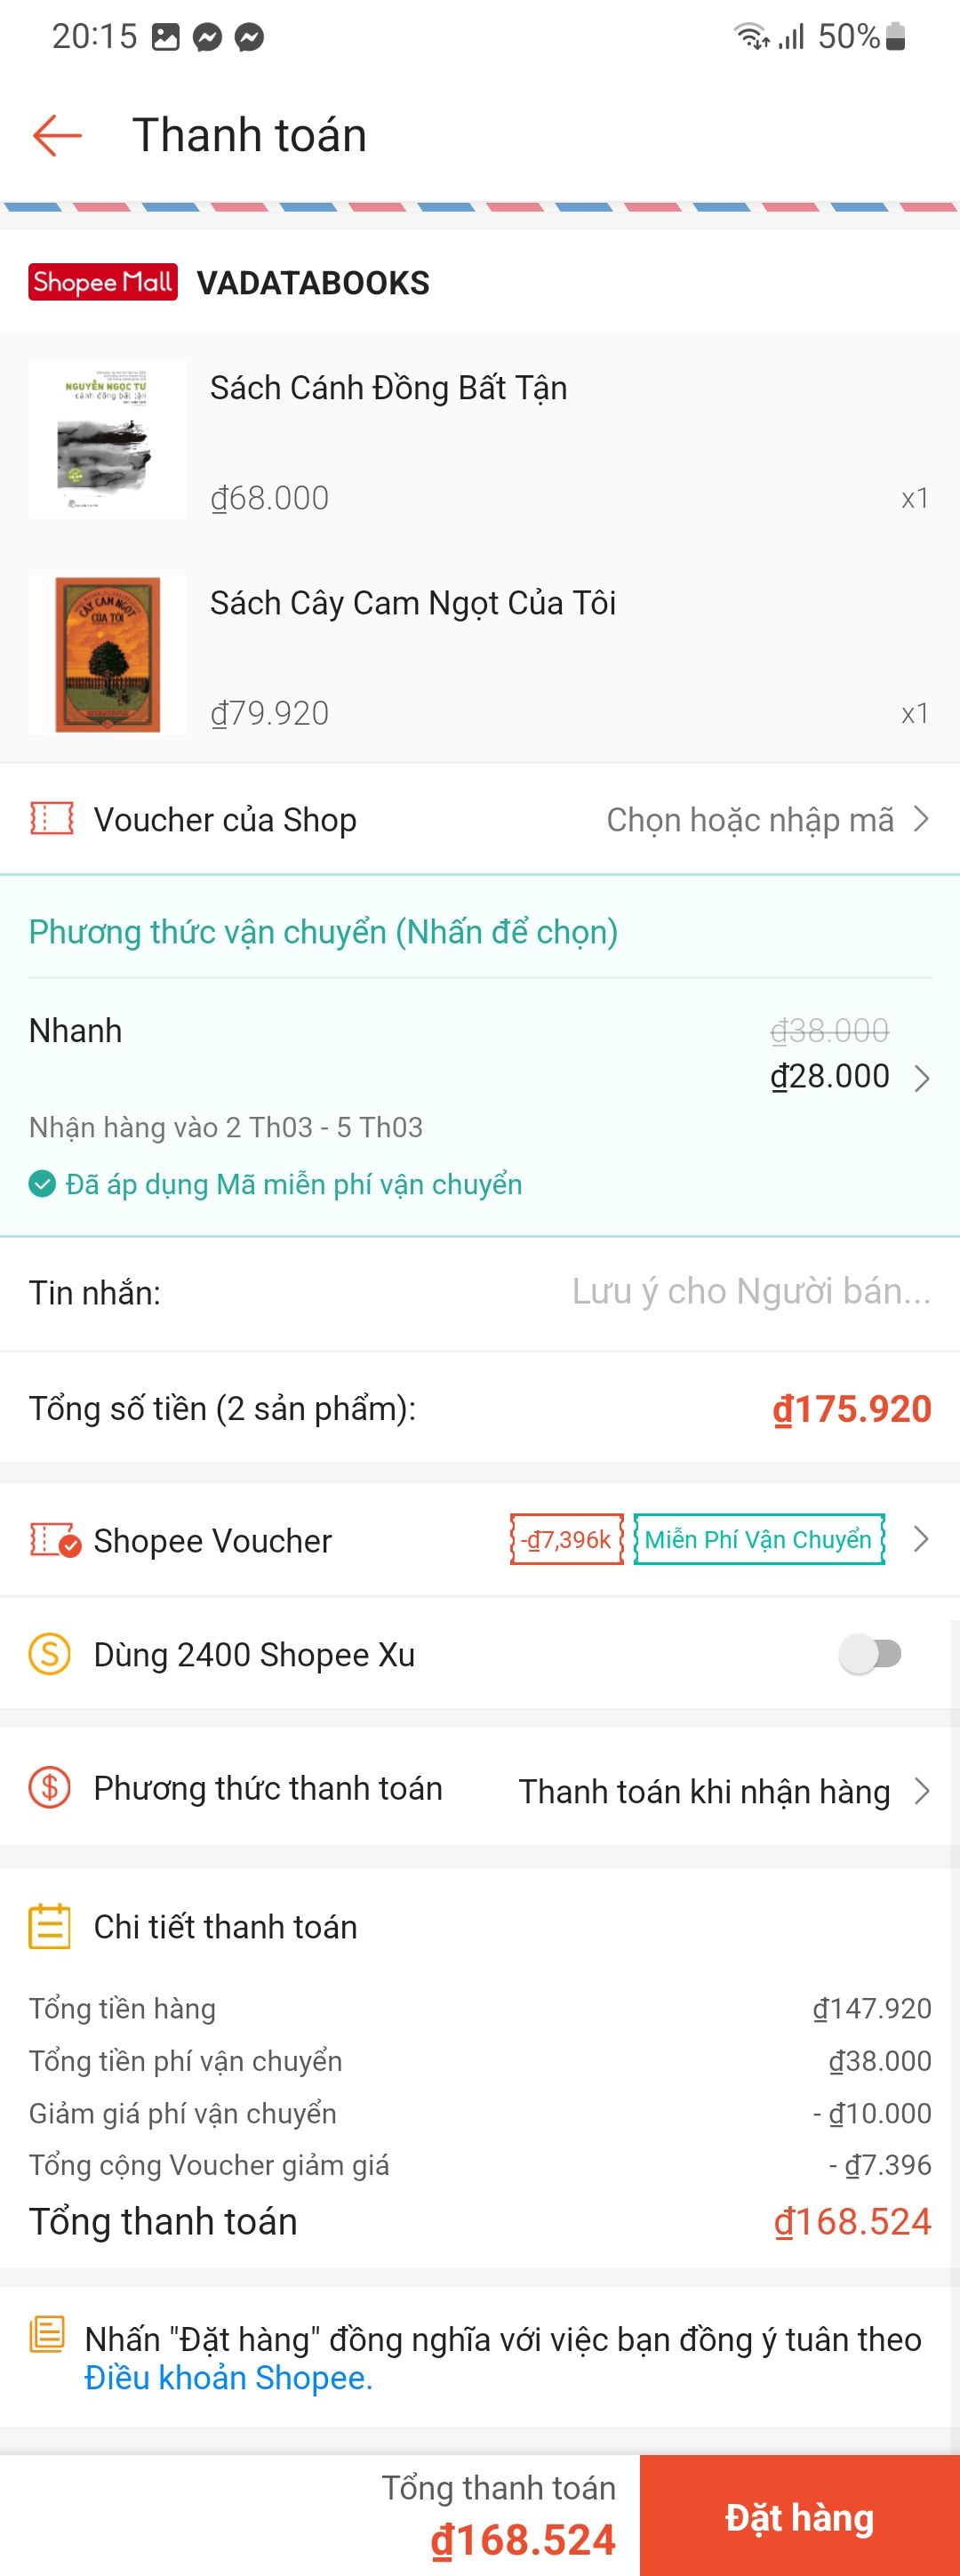 20:15 50%
Thanh toán
Shopee Mall VADATABOOKS
NGUYỄN NGỌC TƯ
cánh đồng bất tận
Sách Cánh Đồng Bất Tận
₫68.000 x1
CÂY CAM NGỌT
CỦA TÔI
Sách Cây Cam Ngọt Của Tôi
₫79.920 x1
Voucher của Shop Chọn hoặc nhập mã
Phương thức vận chuyển (Nhấn để chọn)
Nhanh ₫38.000
₫28.000
Nhận hàng vào 2 Th03 - 5 Th03
Đã áp dụng Mã miễn phí vận chuyển
Tin nhắn: Lưu ý cho Người bán...
Tổng số tiền (2 sản phẩm): ₫175.920
Shopee Voucher -₫7,396k Miễn Phí Vận Chuyển
Dùng 2400 Shopee Xu
Phương thức thanh toán Thanh toán khi nhận hàng
Chi tiết thanh toán
Tổng tiền hàng ₫147.920
Tổng tiền phí vận chuyển ₫38.000
Giảm giá phí vận chuyển - ₫10.000
Tổng cộng Voucher giảm giá - ₫7.396
Tổng thanh toán ₫168.524
Nhấn "Đặt hàng" đồng nghĩa với việc bạn đồng ý tuân theo
Điều khoản Shopee.
Tổng thanh toán
₫168.524
Đặt hàng